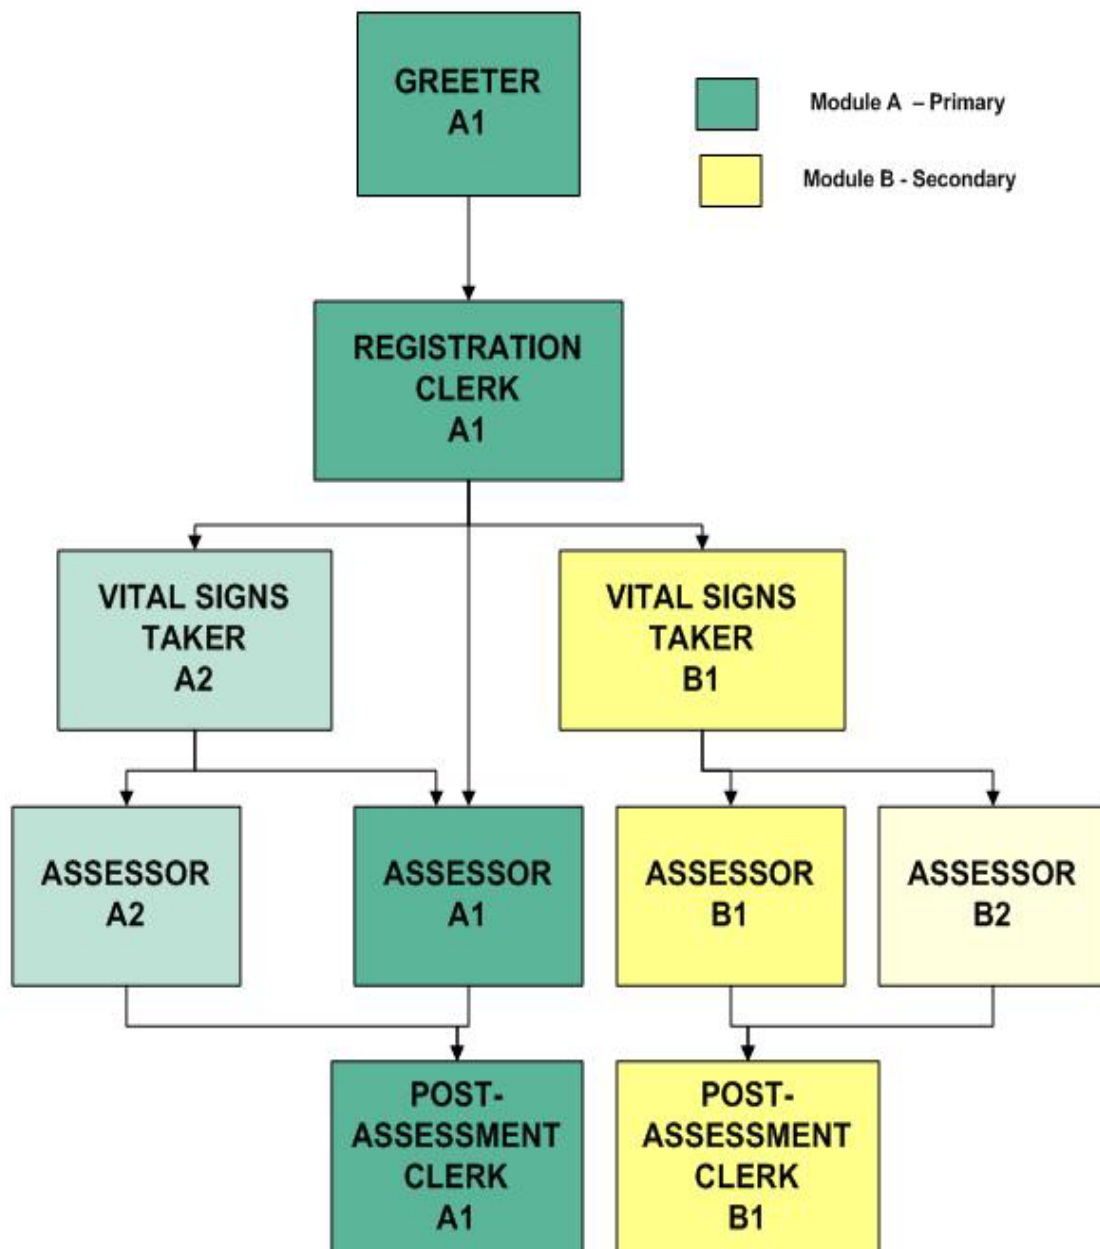 GREETER
A1
Module A – Primary
Module B - Secondary
REGISTRATION
CLERK
A1
VITAL SIGNS
TAKER
A2
VITAL SIGNS
TAKER
B1
ASSESSOR
A2
ASSESSOR
A1
ASSESSOR
B1
ASSESSOR
B2
POST-
ASSESSMENT
CLERK
A1
POST-
ASSESSMENT
CLERK
B1